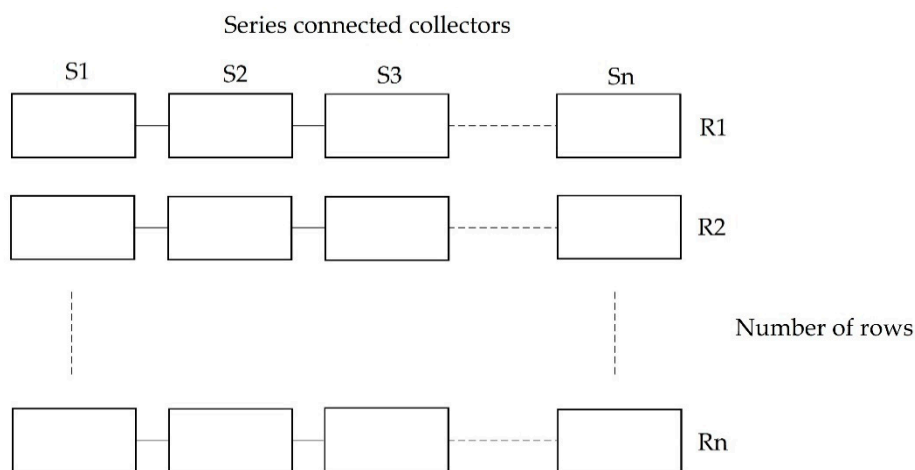 Series connected collectors
S1 S2 S3 Sn
R1
R2
Number of rows
Rn